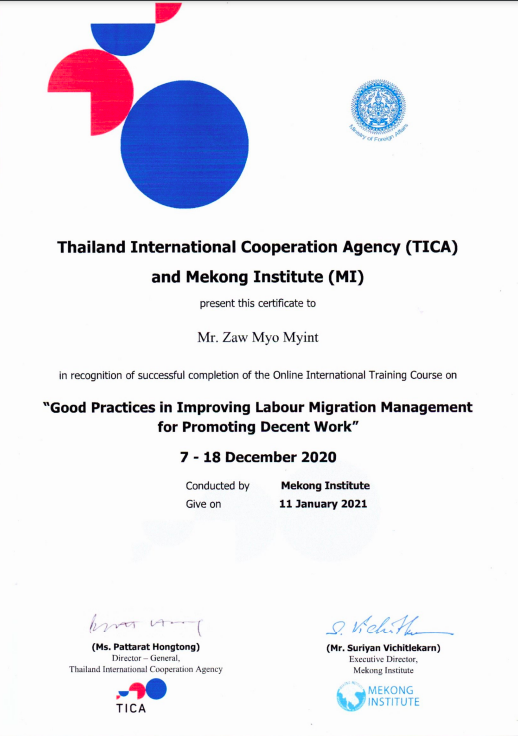 Ministry of Foreign Affairs
Thailand International Cooperation Agency (TICA)
and Mekong Institute (MI)
present this certificate to
Mr. Zaw Myo Myint
in recognition of successful completion of the Online International Training Course on
“Good Practices in Improving Labour Migration Management
for Promoting Decent Work”
7 - 18 December 2020
Conducted by Mekong Institute
Give on 11 January 2021
S. Vichith
(Ms. Pattarat Hongtong)
Director – General,
Thailand International Cooperation Agency
TICA
(Mr. Suriyan Vichitlekarn)
Executive Director,
Mekong Institute
MEKONG
INSTITUTE